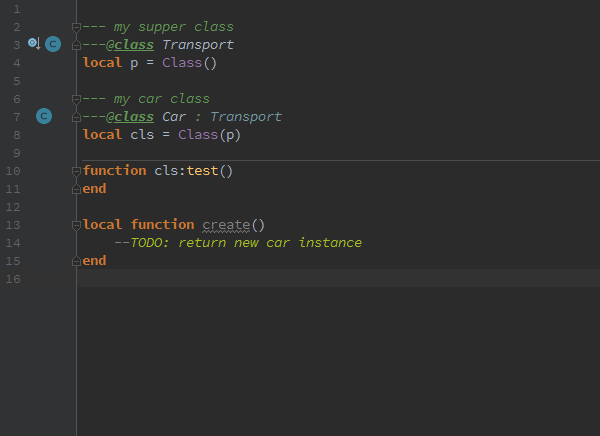 1
2 --- my supper class
3 ---@class Transport
4 local p = Class()
5
6 --- my car class
7 ---@class Car : Transport
8 local cls = Class(p)
9
10 function cls:test()
11 end
12
13 local function create()
14     --TODO: return new car instance
15 end
16